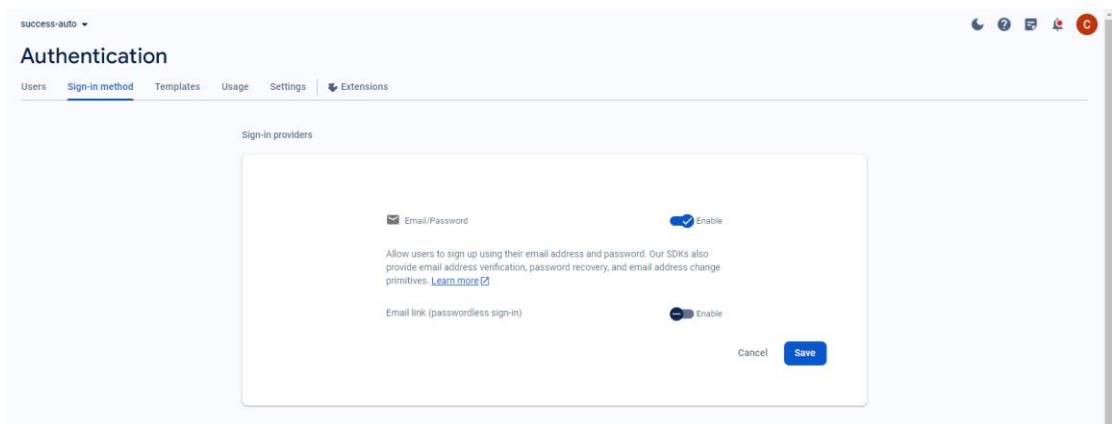 success-auto
C
Authentication
Users Sign-in method Templates Usage Settings Extensions
Sign-in providers
Email/Password Enable
Allow users to sign up using their email address and password. Our SDKs also
provide email address verification, password recovery, and email address change
primitives. Learn more
Email link (passwordless sign-in) Enable
Cancel Save